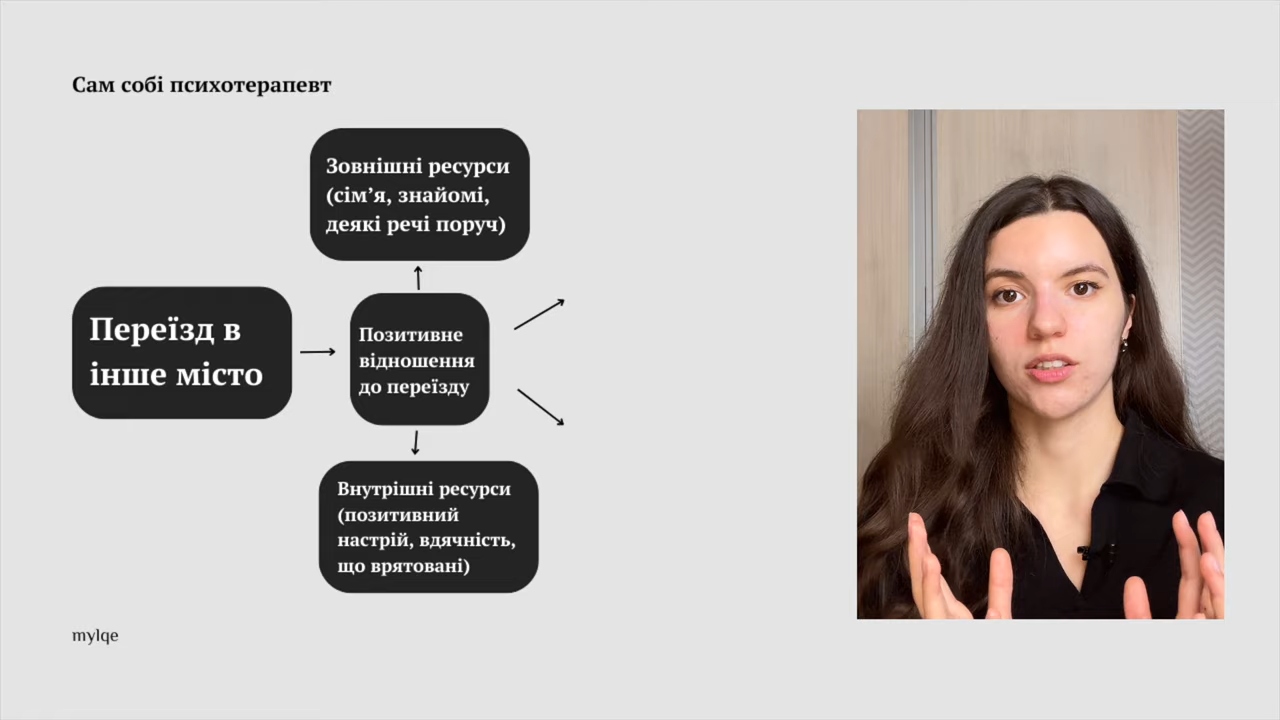 Сам собі психотерапевт
Зовнішні ресурси
(сім’я, знайомі,
деякі речі поруч)
Переїзд в
інше місто
Позитивне
відношення
до переїзду
Внутрішні ресурси
(позитивний
настрій, вдячність,
що врятовані)
mylqe